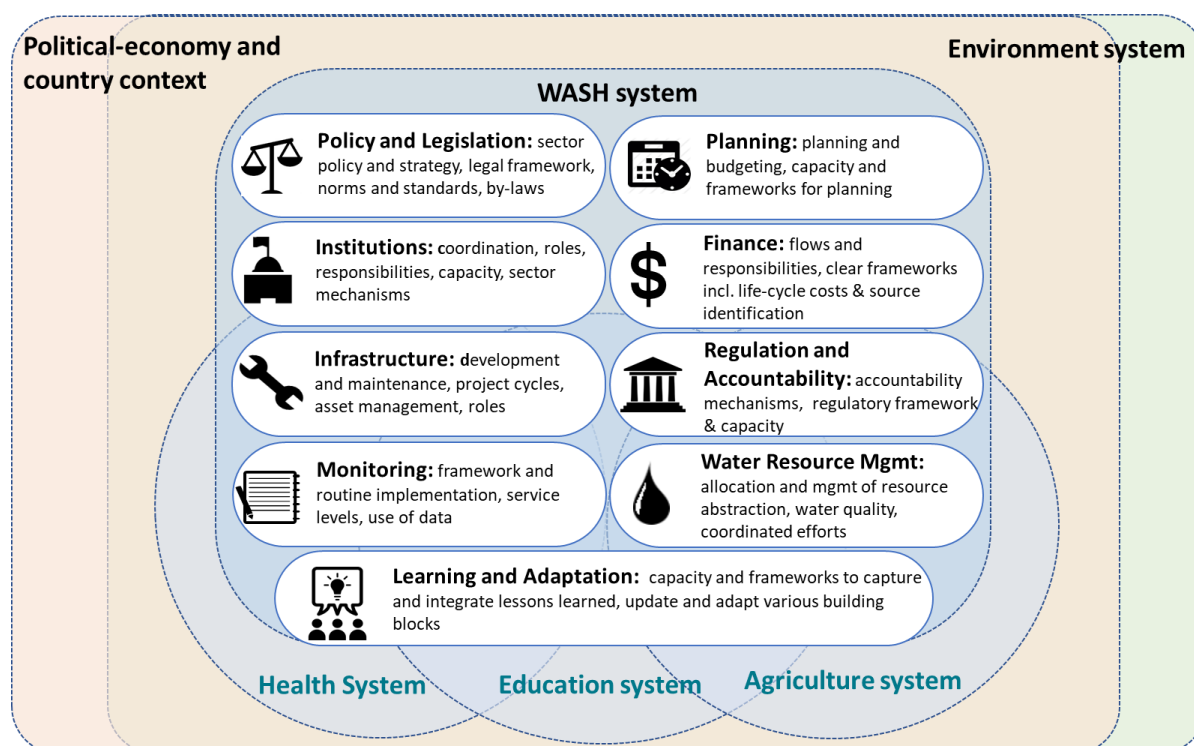 Political-economy and
country context
Environment system
WASH system
Policy and Legislation: sector
policy and strategy, legal framework,
norms and standards, by-laws
Planning: planning and
budgeting, capacity and
frameworks for planning
Institutions: coordination, roles,
responsibilities, capacity, sector
mechanisms
Finance: flows and
responsibilities, clear frameworks
incl. life-cycle costs & source
identification
Infrastructure: development
and maintenance, project cycles,
asset management, roles
Regulation and
Accountability: accountability
mechanisms, regulatory framework
& capacity
Monitoring: framework and
routine implementation, service
levels, use of data
Water Resource Mgmt:
allocation and mgmt of resource
abstraction, water quality,
coordinated efforts
Learning and Adaptation: capacity and frameworks to capture
and integrate lessons learned, update and adapt various building
blocks
Health System
Education system
Agriculture system